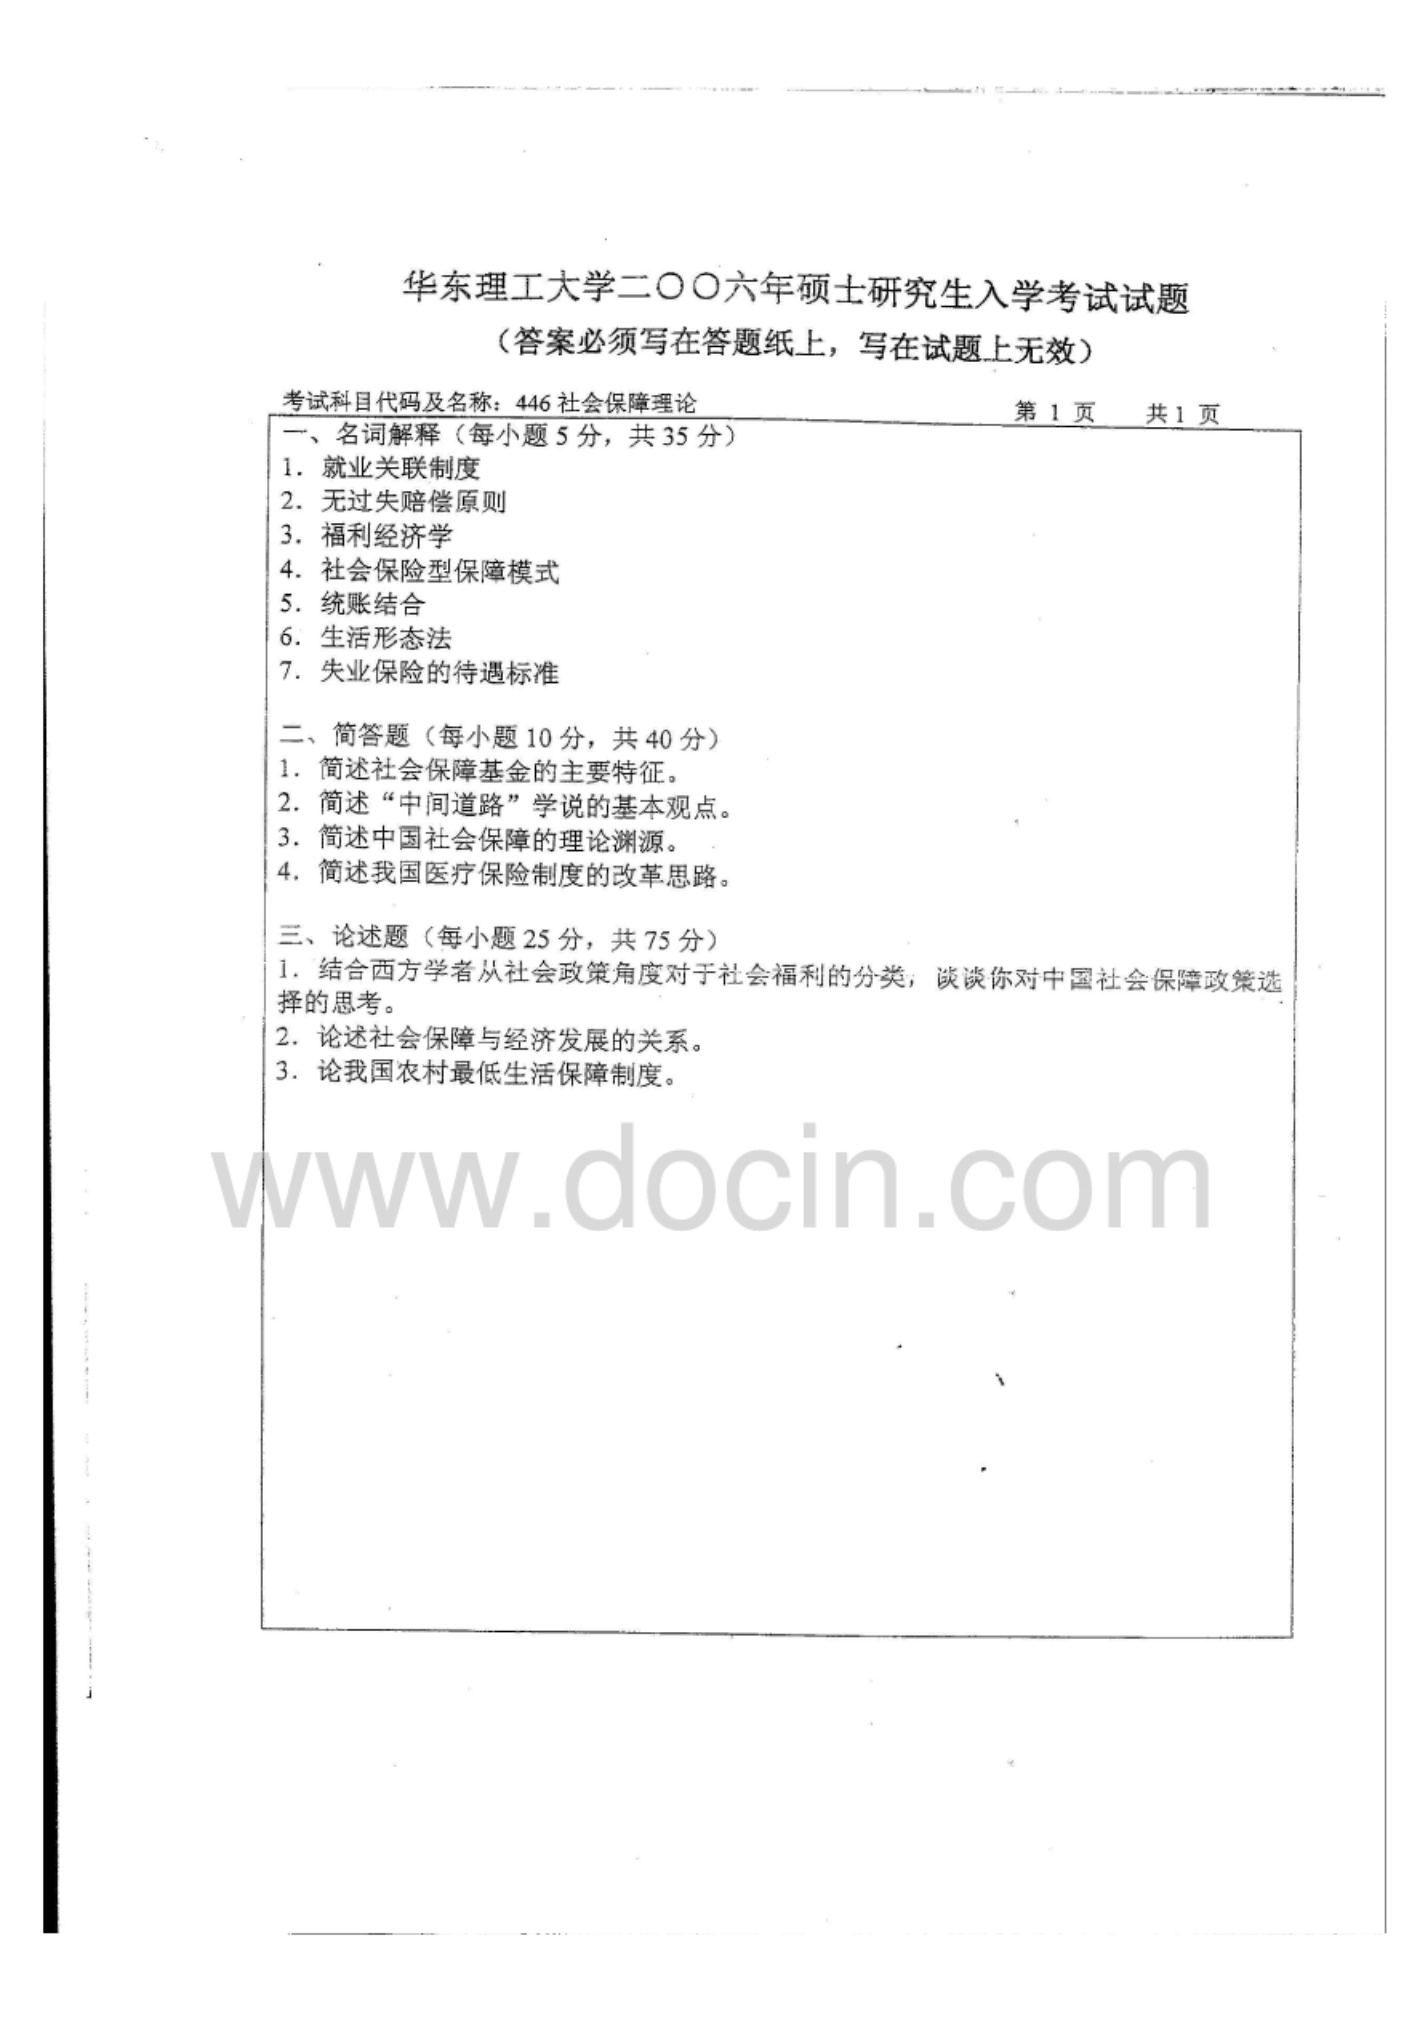 华东理工大学二〇〇六年硕士研究生入学考试试题
（答案必须写在答题纸上，写在试题上无效）
考试科目代码及名称：446 社会保障理论 第 1 页 共 1 页
一、名词解释（每小题 5 分，共 35 分）
1．就业关联制度
2．无过失赔偿原则
3．福利经济学
4．社会保险型保障模式
5．统账结合
6．生活形态法
7．失业保险的待遇标准
二、简答题（每小题 10 分，共 40 分）
1．简述社会保障基金的主要特征。
2．简述“中间道路”学说的基本观点。
3．简述中国社会保障的理论渊源。
4．简述我国医疗保险制度的改革思路。
三、论述题（每小题 25 分，共 75 分）
1．结合西方学者从社会政策角度对于社会福利的分类，谈谈你对中国社会保障政策选
择的思考。
2．论述社会保障与经济发展的关系。
3．论我国农村最低生活保障制度。
www.docin.com